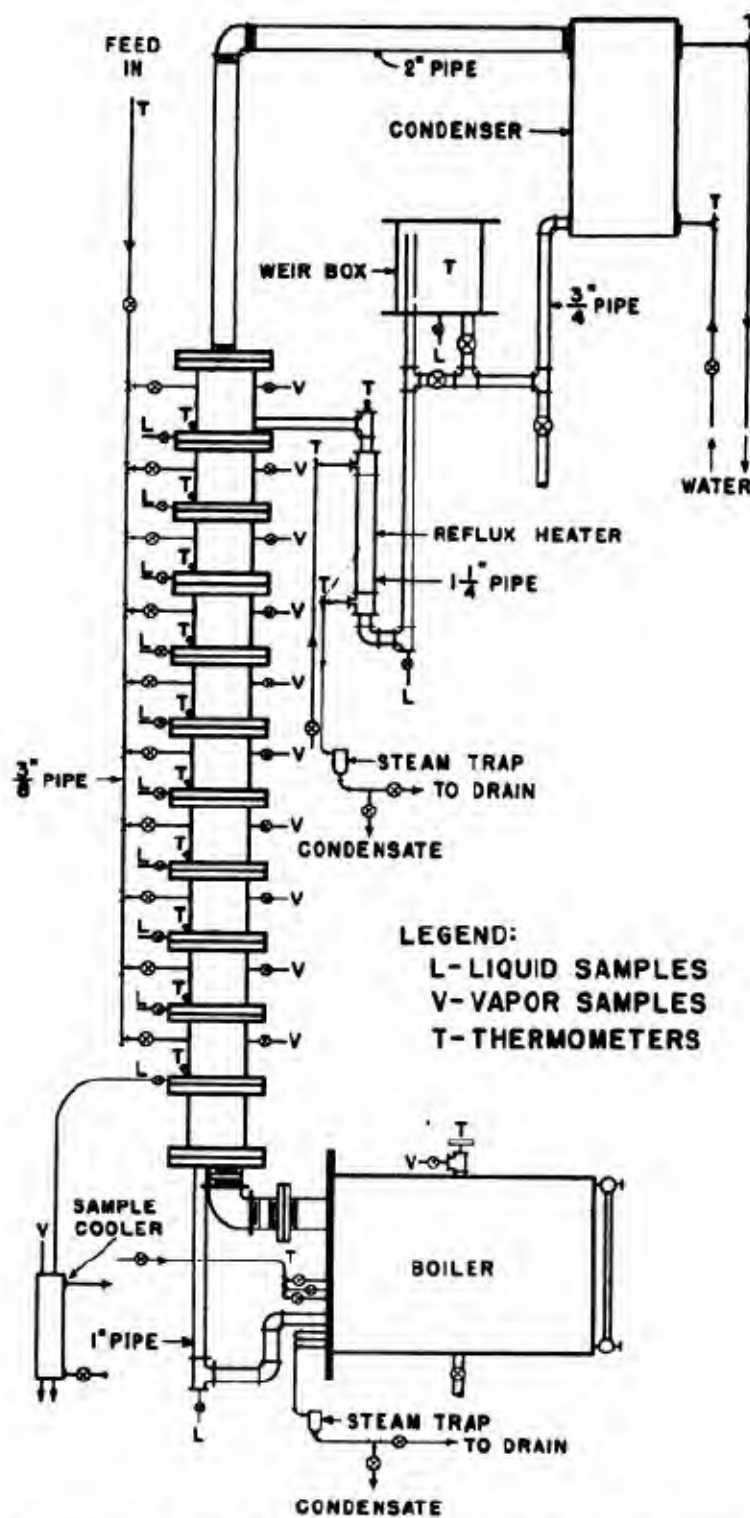 FEED
IN
T
2" PIPE
T
CONDENSER
T
WEIR BOX
T
3/4" PIPE
L
V
T
L
T
WATER
V
T
T
L
REFLUX HEATER
V
T
L
1 1/4" PIPE
T
V
T
L
L
V
T
L
3/8" PIPE
V
STEAM TRAP
T
L
TO DRAIN
V
CONDENSATE
T
L
V
T
L
LEGEND:
L-LIQUID SAMPLES
V
T
V-VAPOR SAMPLES
L
T-THERMOMETERS
V
T
L
T
V
SAMPLE
COOLER
V
T
BOILER
1" PIPE
L
STEAM TRAP
TO DRAIN
CONDENSATE